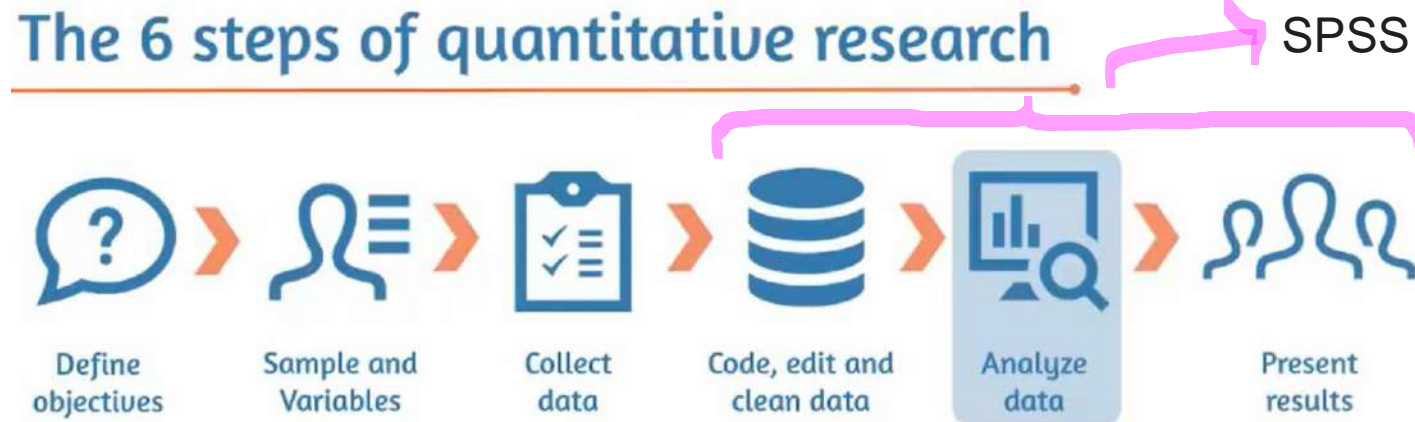 The 6 steps of quantitative research
SPSS
Define
objectives
Sample and
Variables
Collect
data
Code, edit and
clean data
Analyze
data
Present
results